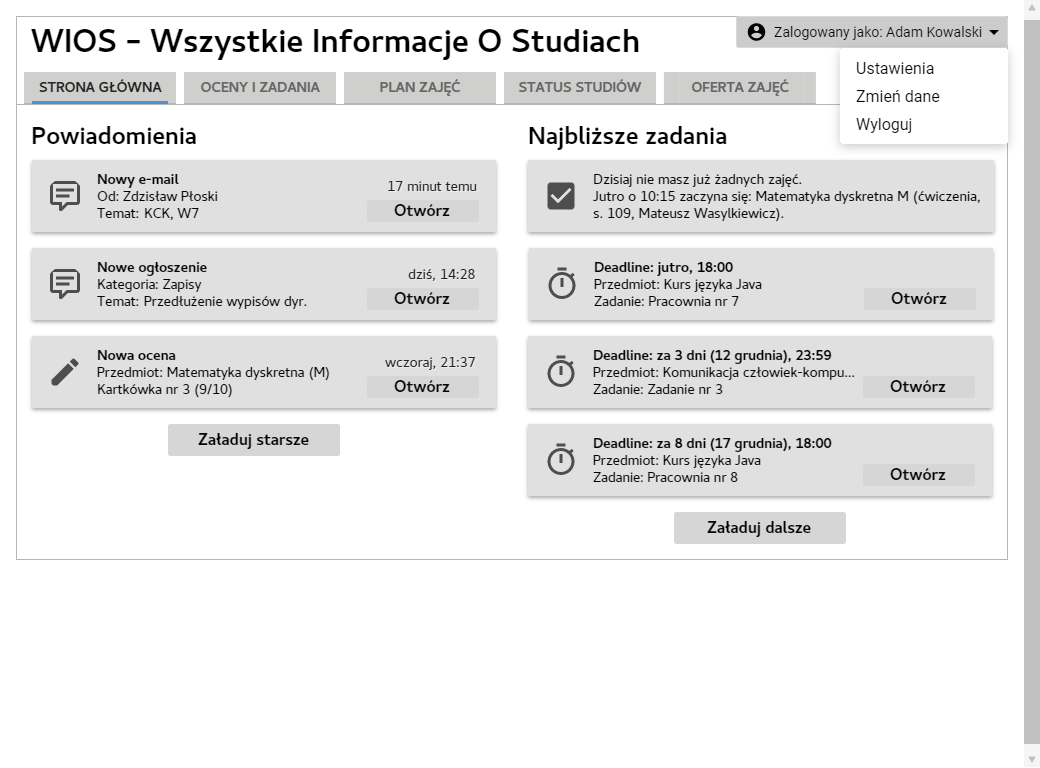 WIOS - Wszystkie Informacje O Studiach
Zalogowany jako: Adam Kowalski
Ustawienia
Zmień dane
Wyloguj
STRONA GŁÓWNA
OCENY I ZADANIA
PLAN ZAJĘĆ
STATUS STUDIÓW
OFERTA ZAJĘĆ
Powiadomienia
Nowy e-mail
Od: Zdzisław Płoski
Temat: KCK, W7
17 minut temu
Otwórz
Nowe ogłoszenie
Kategoria: Zapisy
Temat: Przedłużenie wypisów dyr.
dziś, 14:28
Otwórz
Nowa ocena
Przedmiot: Matematyka dyskretna (M)
Kartkówka nr 3 (9/10)
wczoraj, 21:37
Otwórz
Załaduj starsze
Najbliższe zadania
Dzisiaj nie masz już żadnych zajęć.
Jutro o 10:15 zaczyna się: Matematyka dyskretna M (ćwiczenia,
s. 109, Mateusz Wasylkiewicz).
Deadline: jutro, 18:00
Przedmiot: Kurs języka Java
Zadanie: Pracownia nr 7
Otwórz
Deadline: za 3 dni (12 grudnia), 23:59
Przedmiot: Komunikacja człowiek-kompu...
Zadanie: Zadanie nr 3
Otwórz
Deadline: za 8 dni (17 grudnia), 18:00
Przedmiot: Kurs języka Java
Zadanie: Pracownia nr 8
Otwórz
Załaduj dalsze